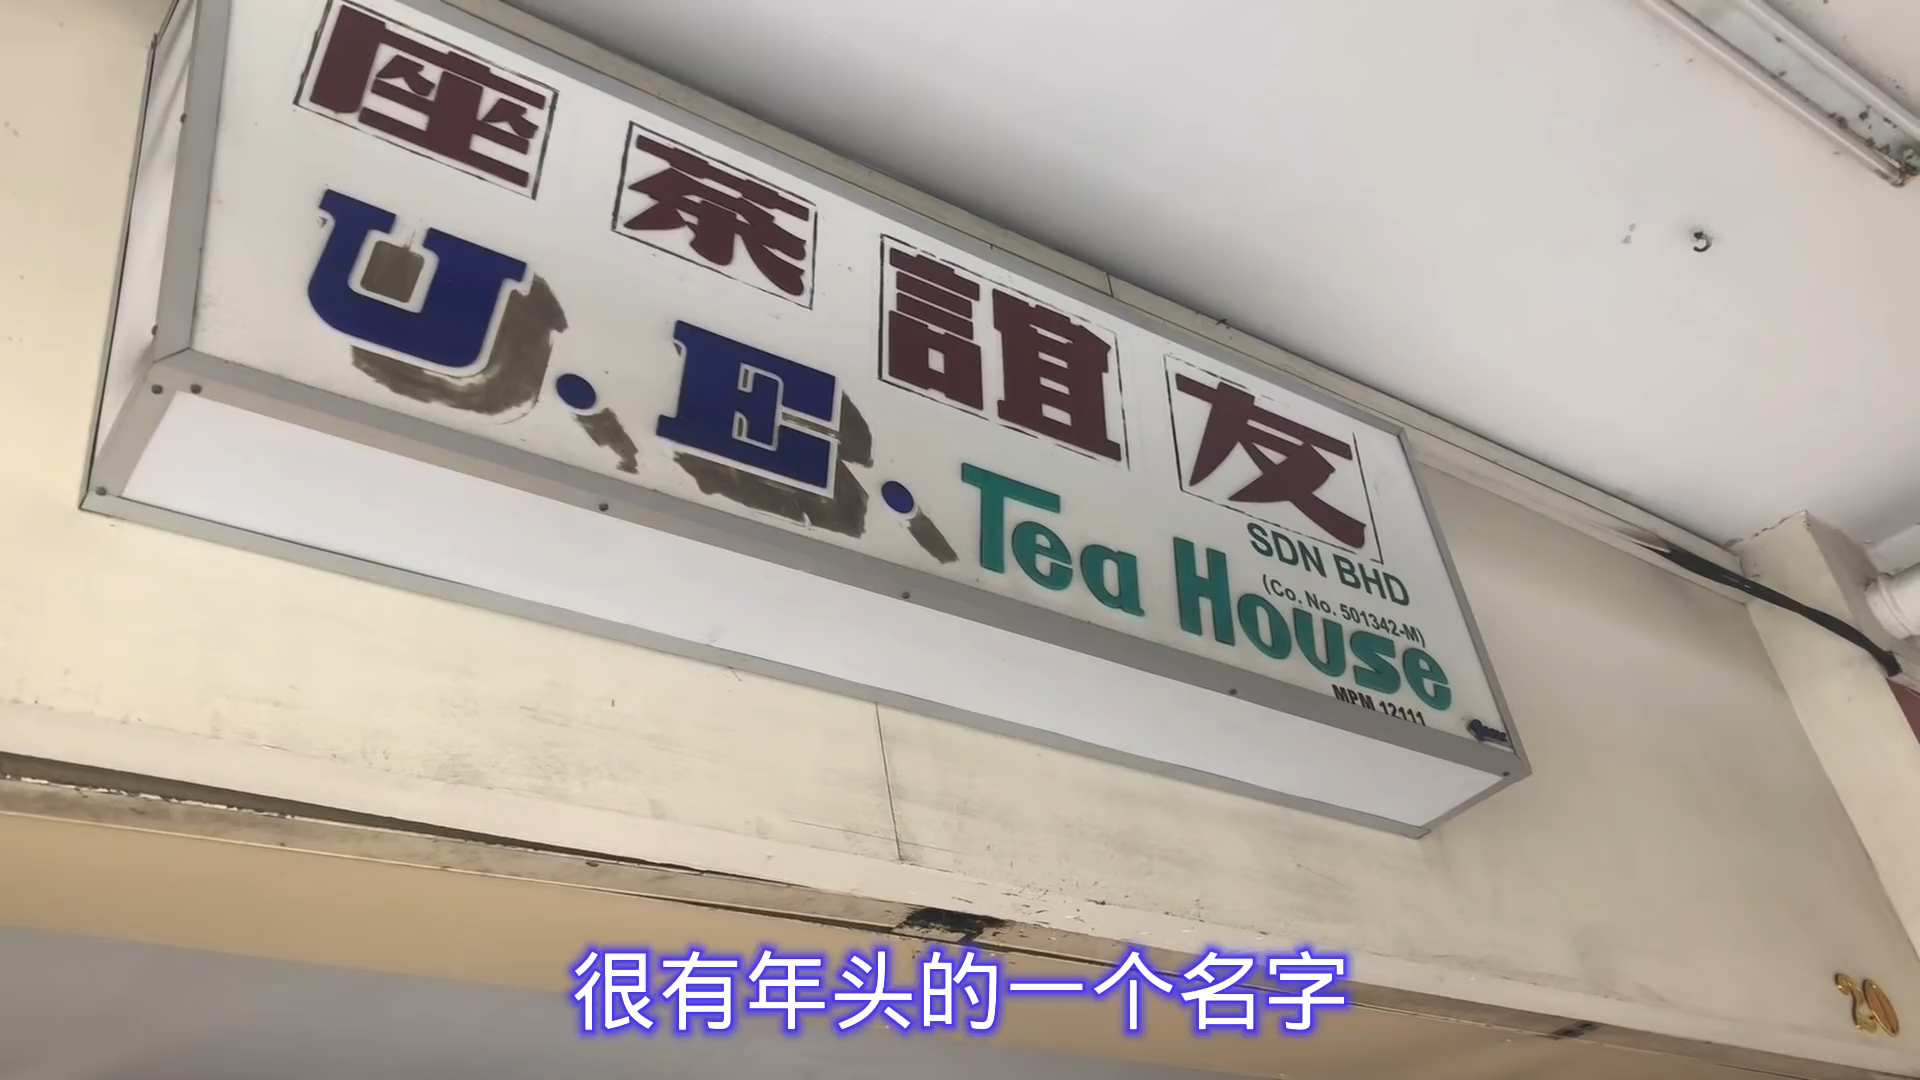 座茶誼友
U.E. Tea House
SDN BHD
(Co. No. 501342-M)
MPM 12111
20
很有年头的一个名字